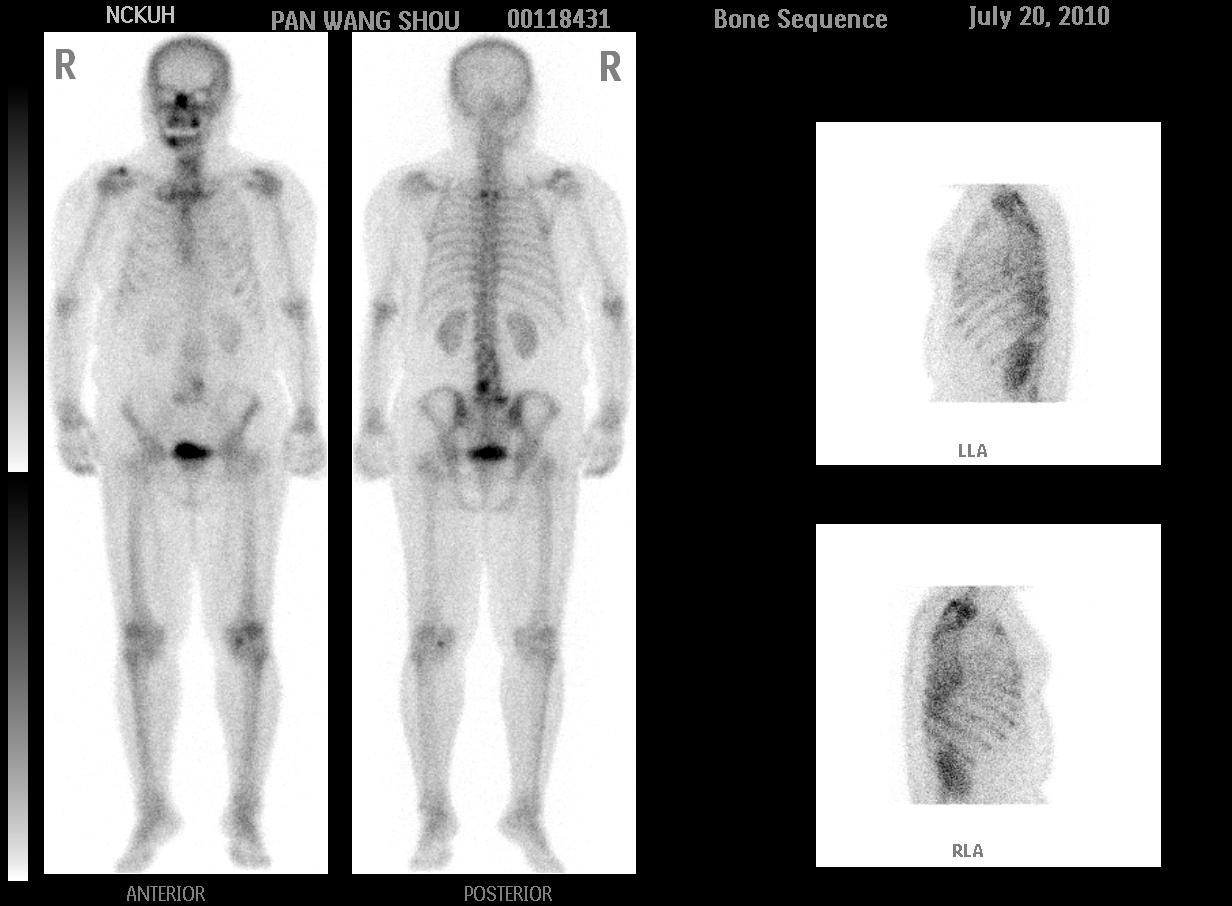 NCKUH PAN WANG SHOU 00118431 Bone Sequence July 20, 2010
R R
LLA
RLA
ANTERIOR POSTERIOR